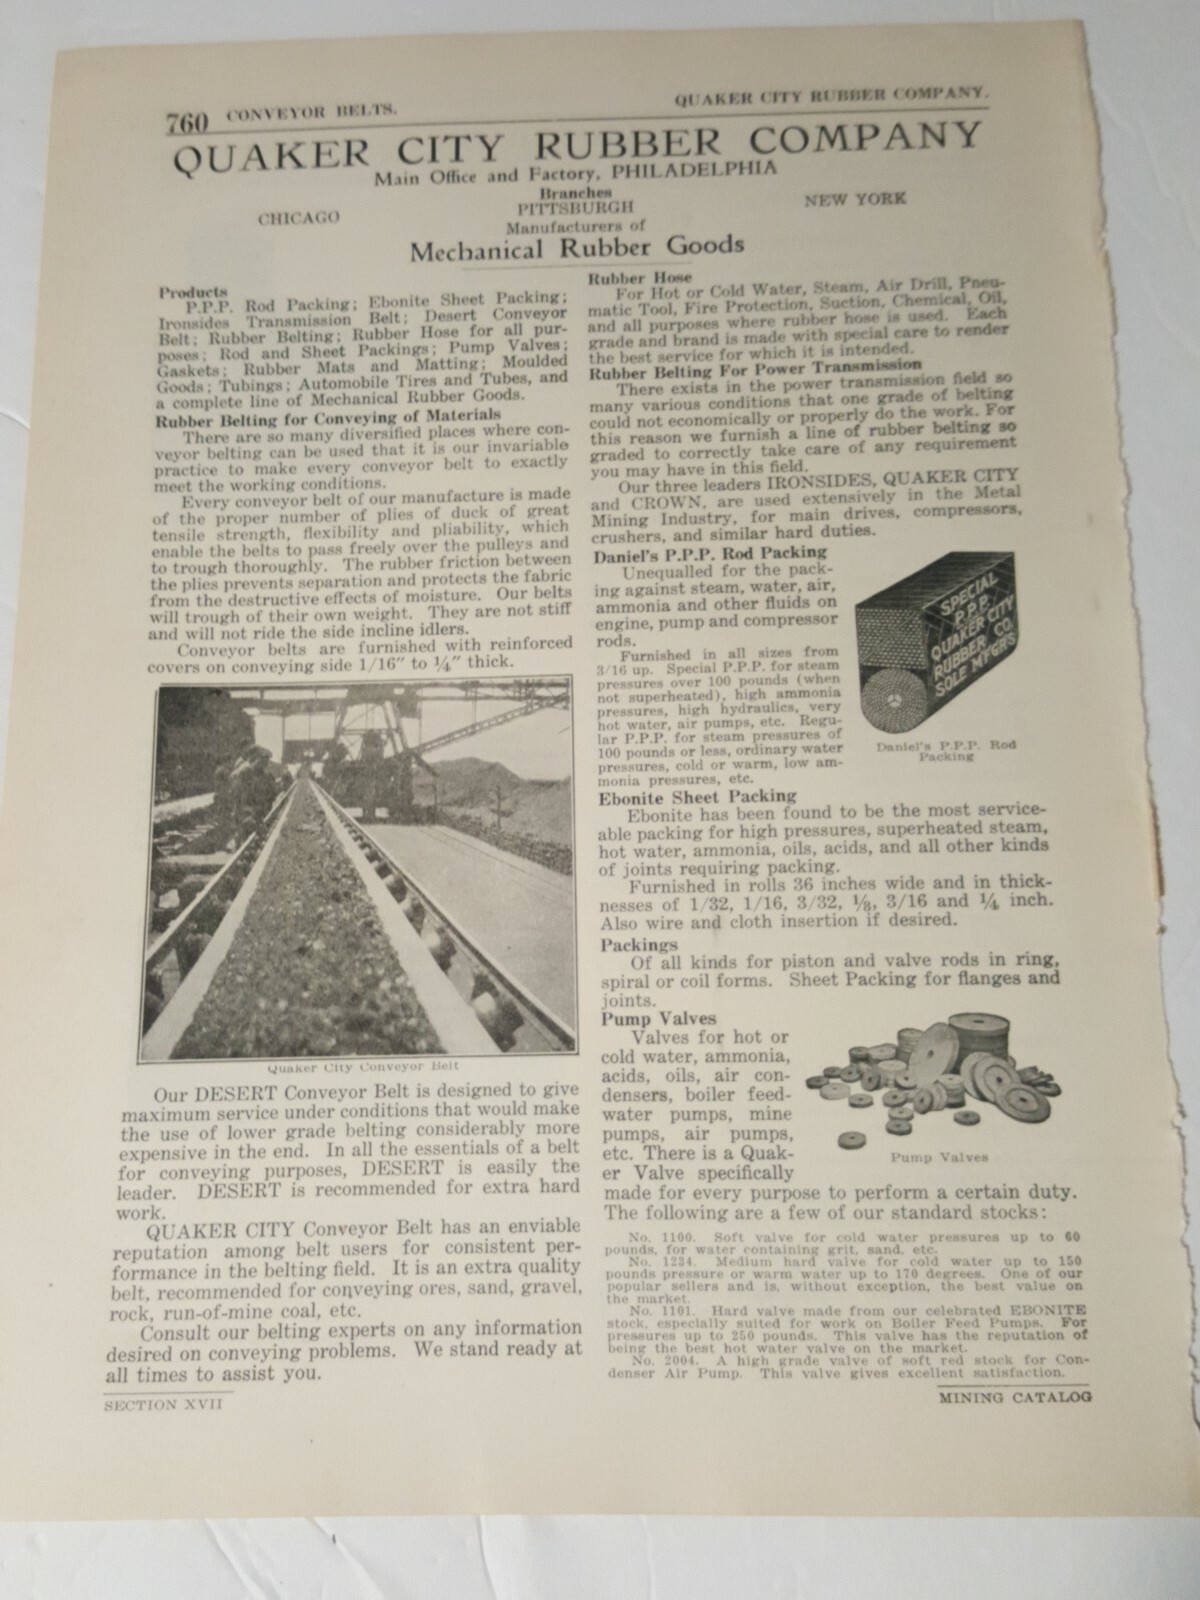 760 CONVEYOR BELTS.
QUAKER CITY RUBBER COMPANY.
QUAKER CITY RUBBER COMPANY
Main Office and Factory, PHILADELPHIA
Branches
CHICAGO
PITTSBURGH
NEW YORK
Manufacturers of
Mechanical Rubber Goods
Products
P.P.P. Rod Packing; Ebonite Sheet Packing;
Ironsides Transmission Belt; Desert Conveyor
Belt; Rubber Belting; Rubber Hose for all pur-
poses; Rod and Sheet Packings; Pump Valves;
Gaskets; Rubber Mats and Matting; Moulded
Goods; Tubings; Automobile Tires and Tubes, and
a complete line of Mechanical Rubber Goods.
Rubber Belting for Conveying of Materials
There are so many diversified places where con-
veyor belting can be used that it is our invariable
practice to make every conveyor belt to exactly
meet the working conditions.
Every conveyor belt of our manufacture is made
of the proper number of plies of duck of great
tensile strength, flexibility and pliability, which
enable the belts to pass freely over the pulleys and
to trough thoroughly. The rubber friction between
the plies prevents separation and protects the fabric
from the destructive effects of moisture. Our belts
will trough of their own weight. They are not stiff
and will not ride the side incline idlers.
Conveyor belts are furnished with reinforced
covers on conveying side 1/16" to ¼" thick.
Quaker City Conveyor Belt
Our DESERT Conveyor Belt is designed to give
maximum service under conditions that would make
the use of lower grade belting considerably more
expensive in the end. In all the essentials of a belt
for conveying purposes, DESERT is easily the
leader. DESERT is recommended for extra hard
work.
QUAKER CITY Conveyor Belt has an enviable
reputation among belt users for consistent per-
formance in the belting field. It is an extra quality
belt, recommended for conveying ores, sand, gravel,
rock, run-of-mine coal, etc.
Consult our belting experts on any information
desired on conveying problems. We stand ready at
all times to assist you.
Rubber Hose
For Hot or Cold Water, Steam, Air Drill, Pneu-
matic Tool, Fire Protection, Suction, Chemical, Oil,
and all purposes where rubber hose is used. Each
grade and brand is made with special care to render
the best service for which it is intended.
Rubber Belting For Power Transmission
There exists in the power transmission field so
many various conditions that one grade of belting
could not economically or properly do the work. For
this reason we furnish a line of rubber belting so
graded to correctly take care of any requirement
you may have in this field.
Our three leaders IRONSIDES, QUAKER CITY
and CROWN, are used extensively in the Metal
Mining Industry, for main drives, compressors,
crushers, and similar hard duties.
Daniel's P.P.P. Rod Packing
Unequalled for the pack-
ing against steam, water, air,
ammonia and other fluids on
engine, pump and compressor
rods.
Furnished in all sizes from
3/16 up. Special P.P.P. for steam
pressures over 100 pounds (when
not superheated), high ammonia
pressures, high hydraulics, very
hot water, air pumps, etc. Regu-
lar P.P.P. for steam pressures of
100 pounds or less, ordinary water
pressures, cold or warm, low am-
monia pressures, etc.
SPECIAL
P.P.P.
QUAKER CITY
RUBBER CO.
SOLE MF'GRS
Daniel's P.P.P. Rod
Packing
Ebonite Sheet Packing
Ebonite has been found to be the most service-
able packing for high pressures, superheated steam,
hot water, ammonia, oils, acids, and all other kinds
of joints requiring packing.
Furnished in rolls 36 inches wide and in thick-
nesses of 1/32, 1/16, 3/32, ⅛, 3/16 and ¼ inch.
Also wire and cloth insertion if desired.
Packings
Of all kinds for piston and valve rods in ring,
spiral or coil forms. Sheet Packing for flanges and
joints.
Pump Valves
Valves for hot or
cold water, ammonia,
acids, oils, air con-
densers, boiler feed-
water pumps, mine
pumps, air pumps,
etc. There is a Quak-
er Valve specifically
made for every purpose to perform a certain duty.
The following are a few of our standard stocks:
Pump Valves
No. 1100. Soft valve for cold water pressures up to 60
pounds, for water containing grit, sand, etc.
No. 1234. Medium hard valve for cold water up to 150
pounds pressure or warm water up to 170 degrees. One of our
popular sellers and is, without exception, the best value on
the market.
No. 1101. Hard valve made from our celebrated EBONITE
stock, especially suited for work on Boiler Feed Pumps. For
pressures up to 250 pounds. This valve has the reputation of
being the best hot water valve on the market.
No. 2004. A high grade valve of soft red stock for Con-
denser Air Pump. This valve gives excellent satisfaction.
SECTION XVII
MINING CATALOG